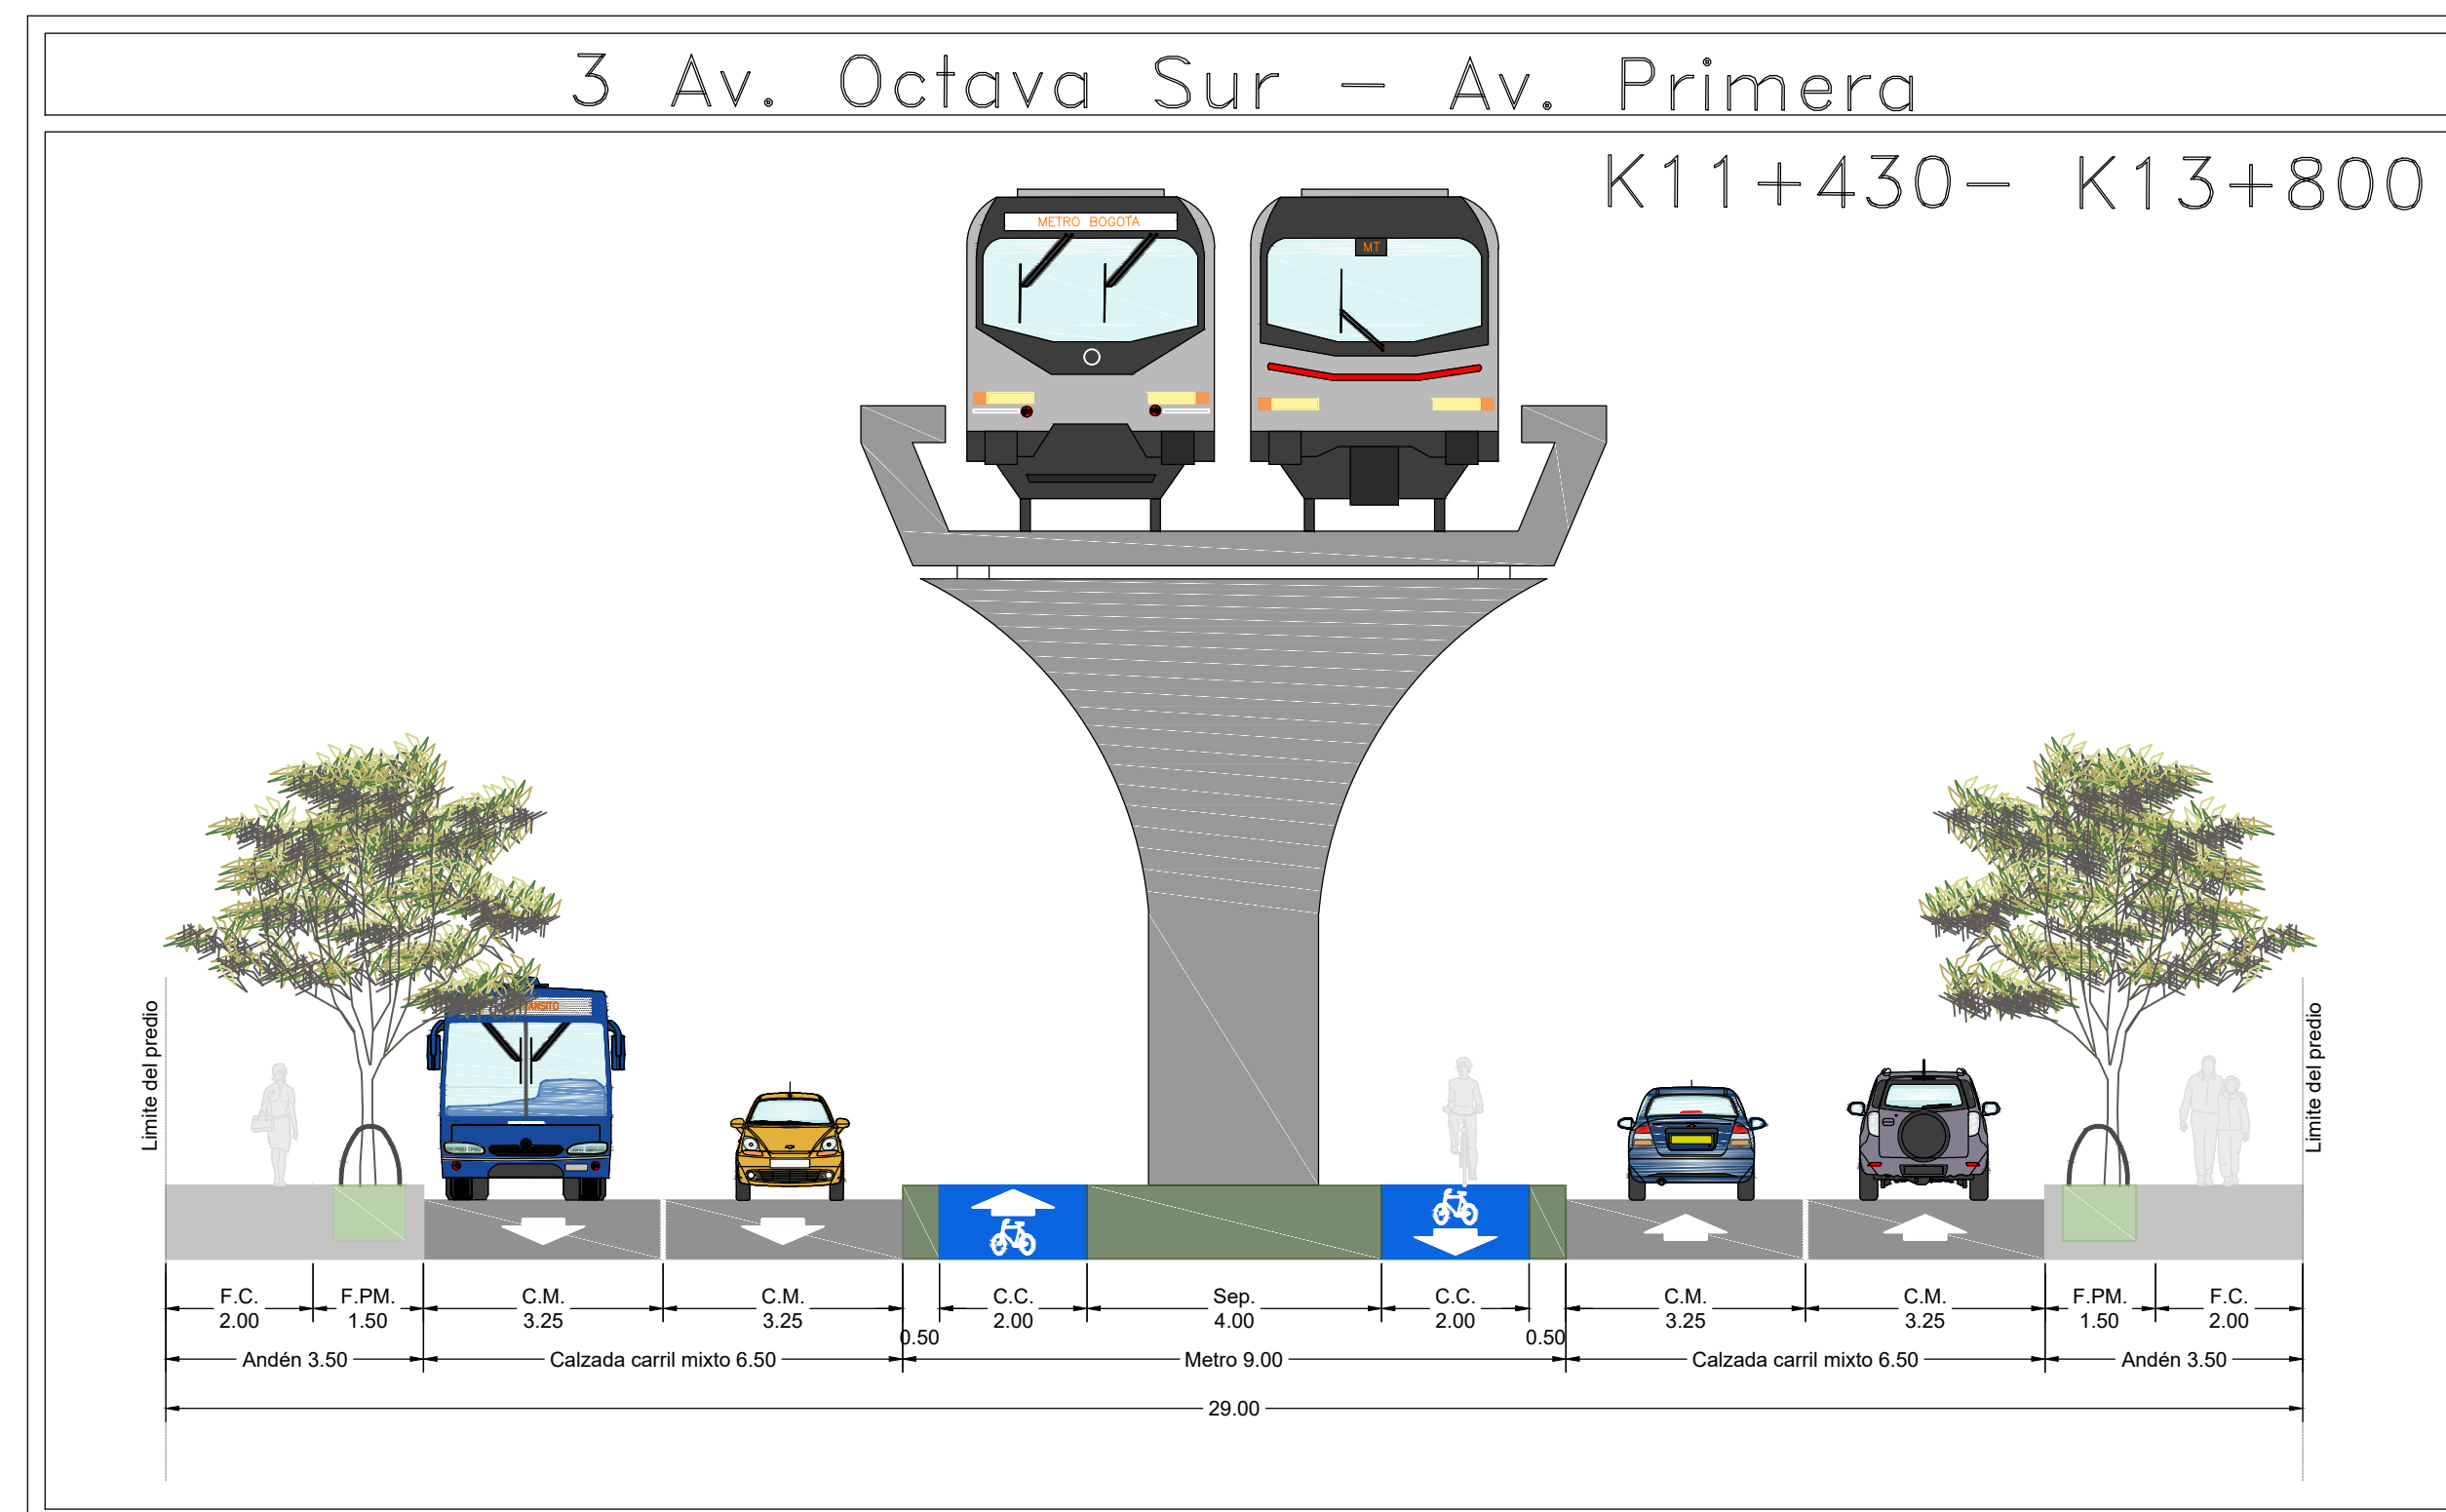 3 Av. Octava Sur - Av. Primera
K11+430- K13+800
METRO BOGOTA
MT
Limite del predio
Limite del predio
F.C. F.PM. C.M. C.M. C.C. Sep. C.C. C.M. C.M. F.PM. F.C.
2.00 1.50 3.25 3.25 0.50 2.00 4.00 2.00 0.50 3.25 3.25 1.50 2.00
Andén 3.50 Calzada carril mixto 6.50 Metro 9.00 Calzada carril mixto 6.50 Andén 3.50
29.00